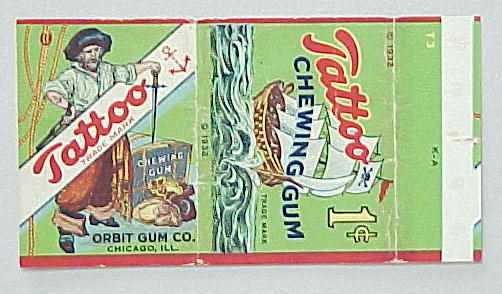 Tattoo
TRADE MARK
CHEWING
GUM
ORBIT GUM CO.
CHICAGO, ILL.
© 1932
Tattoo
CHEWING GUM
TRADE MARK
1¢
© 1932
T3
K-A